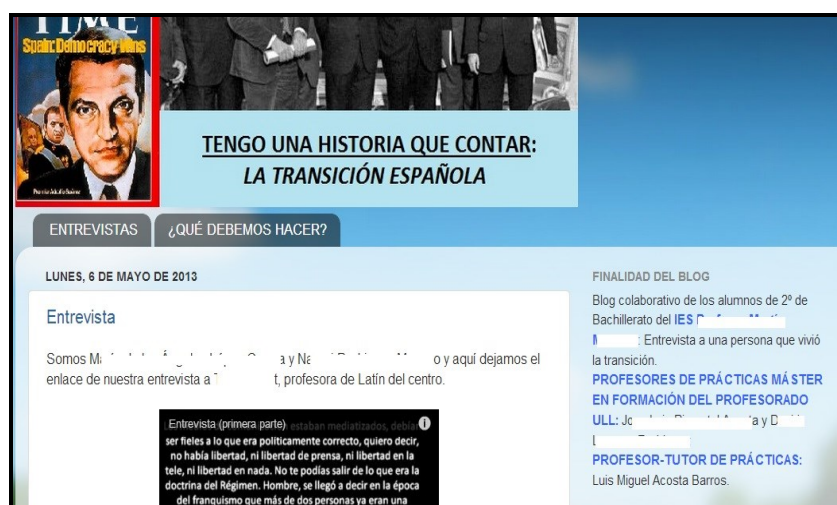 TIME
Spain: Democracy Wins
TENGO UNA HISTORIA QUE CONTAR:
LA TRANSICIÓN ESPAÑOLA
ENTREVISTAS
¿QUÉ DEBEMOS HACER?
LUNES, 6 DE MAYO DE 2013
Entrevista
Somos y aquí dejamos el
enlace de nuestra entrevista a profesora de Latín del centro.
Entrevista (primera parte) estaban mediatizados, debían
ser fieles a lo que era politicamente correcto, quiero decir,
no había libertad, ni libertad de prensa, ni libertad en la
tele, ni libertad en nada. No te podías salir de lo que era la
doctrina del Régimen. Hombre, se llegó a decir en la época
del franquismo que más de dos personas ya eran una
FINALIDAD DEL BLOG
Blog colaborativo de los alumnos de 2º de
Bachillerato del IES
: Entrevista a una persona que vivió
la transición.
PROFESORES DE PRÁCTICAS MÁSTER
EN FORMACIÓN DEL PROFESORADO
ULL:
PROFESOR-TUTOR DE PRÁCTICAS:
Luis Miguel Acosta Barros.